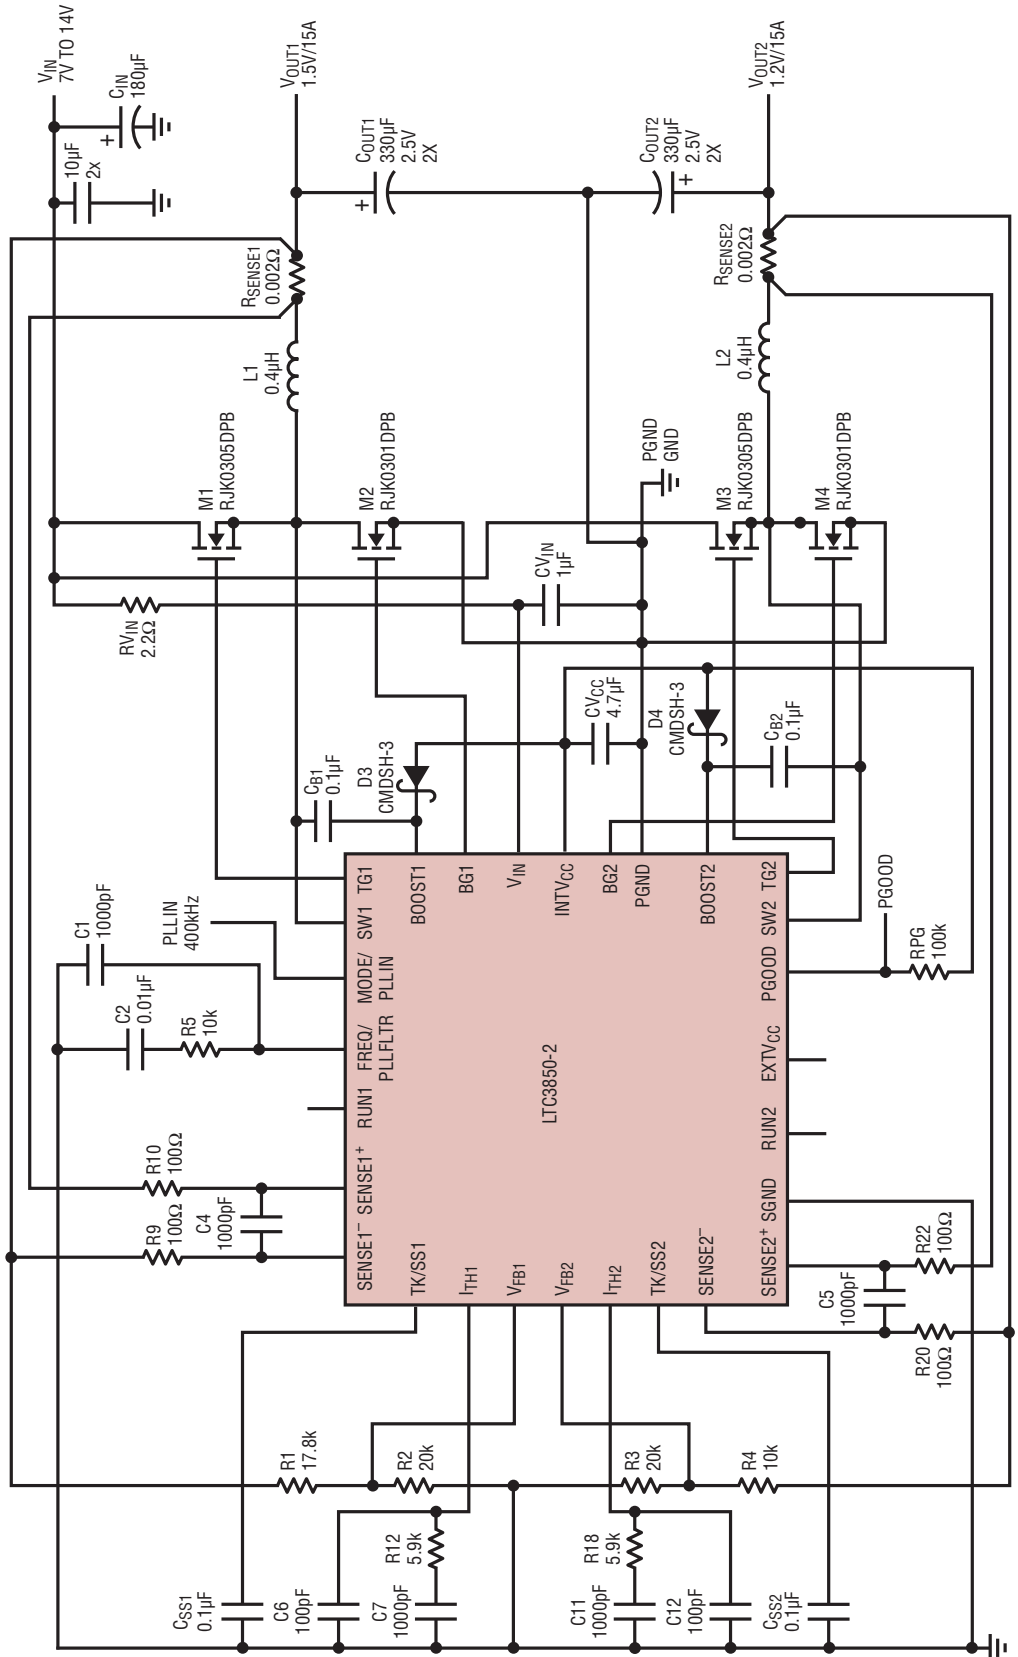 VIN
7V TO 14V
CIN
180µF
+
10µF
2x
VOUT1
1.5V/15A
COUT1
330µF
2.5V
2X
+
COUT2
330µF
2.5V
2X
+
VOUT2
1.2V/15A
RSENSE1
0.002Ω
RSENSE2
0.002Ω
L1
0.4µH
L2
0.4µH
M1
RJK0305DPB
M2
RJK0301DPB
PGND
GND
M3
RJK0305DPB
M4
RJK0301DPB
RVIN
2.2Ω
CVIN
1µF
CB1
0.1µF
D3
CMDSH-3
CVCC
4.7µF
D4
CMDSH-3
CB2
0.1µF
C1
1000pF
PLLIN
400kHz
C2
0.01µF
R5
10k
R10
100Ω
R9
100Ω
C4
1000pF
TG1
SW1
MODE/
PLLIN
FREQ/
PLLFLTR
RUN1
SENSE1+
SENSE1–
BOOST1
BG1
VIN
INTVCC
BG2
PGND
BOOST2
LTC3850-2
TK/SS1
ITH1
VFB1
VFB2
ITH2
TK/SS2
SENSE2–
TG2
SW2
PGOOD
EXTVCC
RUN2
SGND
SENSE2+
PGOOD
RPG
100k
C5
1000pF
R22
100Ω
R20
100Ω
R1
17.8k
R2
20k
R3
20k
R4
10k
CSS1
0.1µF
C6
100pF
C7
1000pF
R12
5.9k
R18
5.9k
C11
1000pF
C12
100pF
CSS2
0.1µF